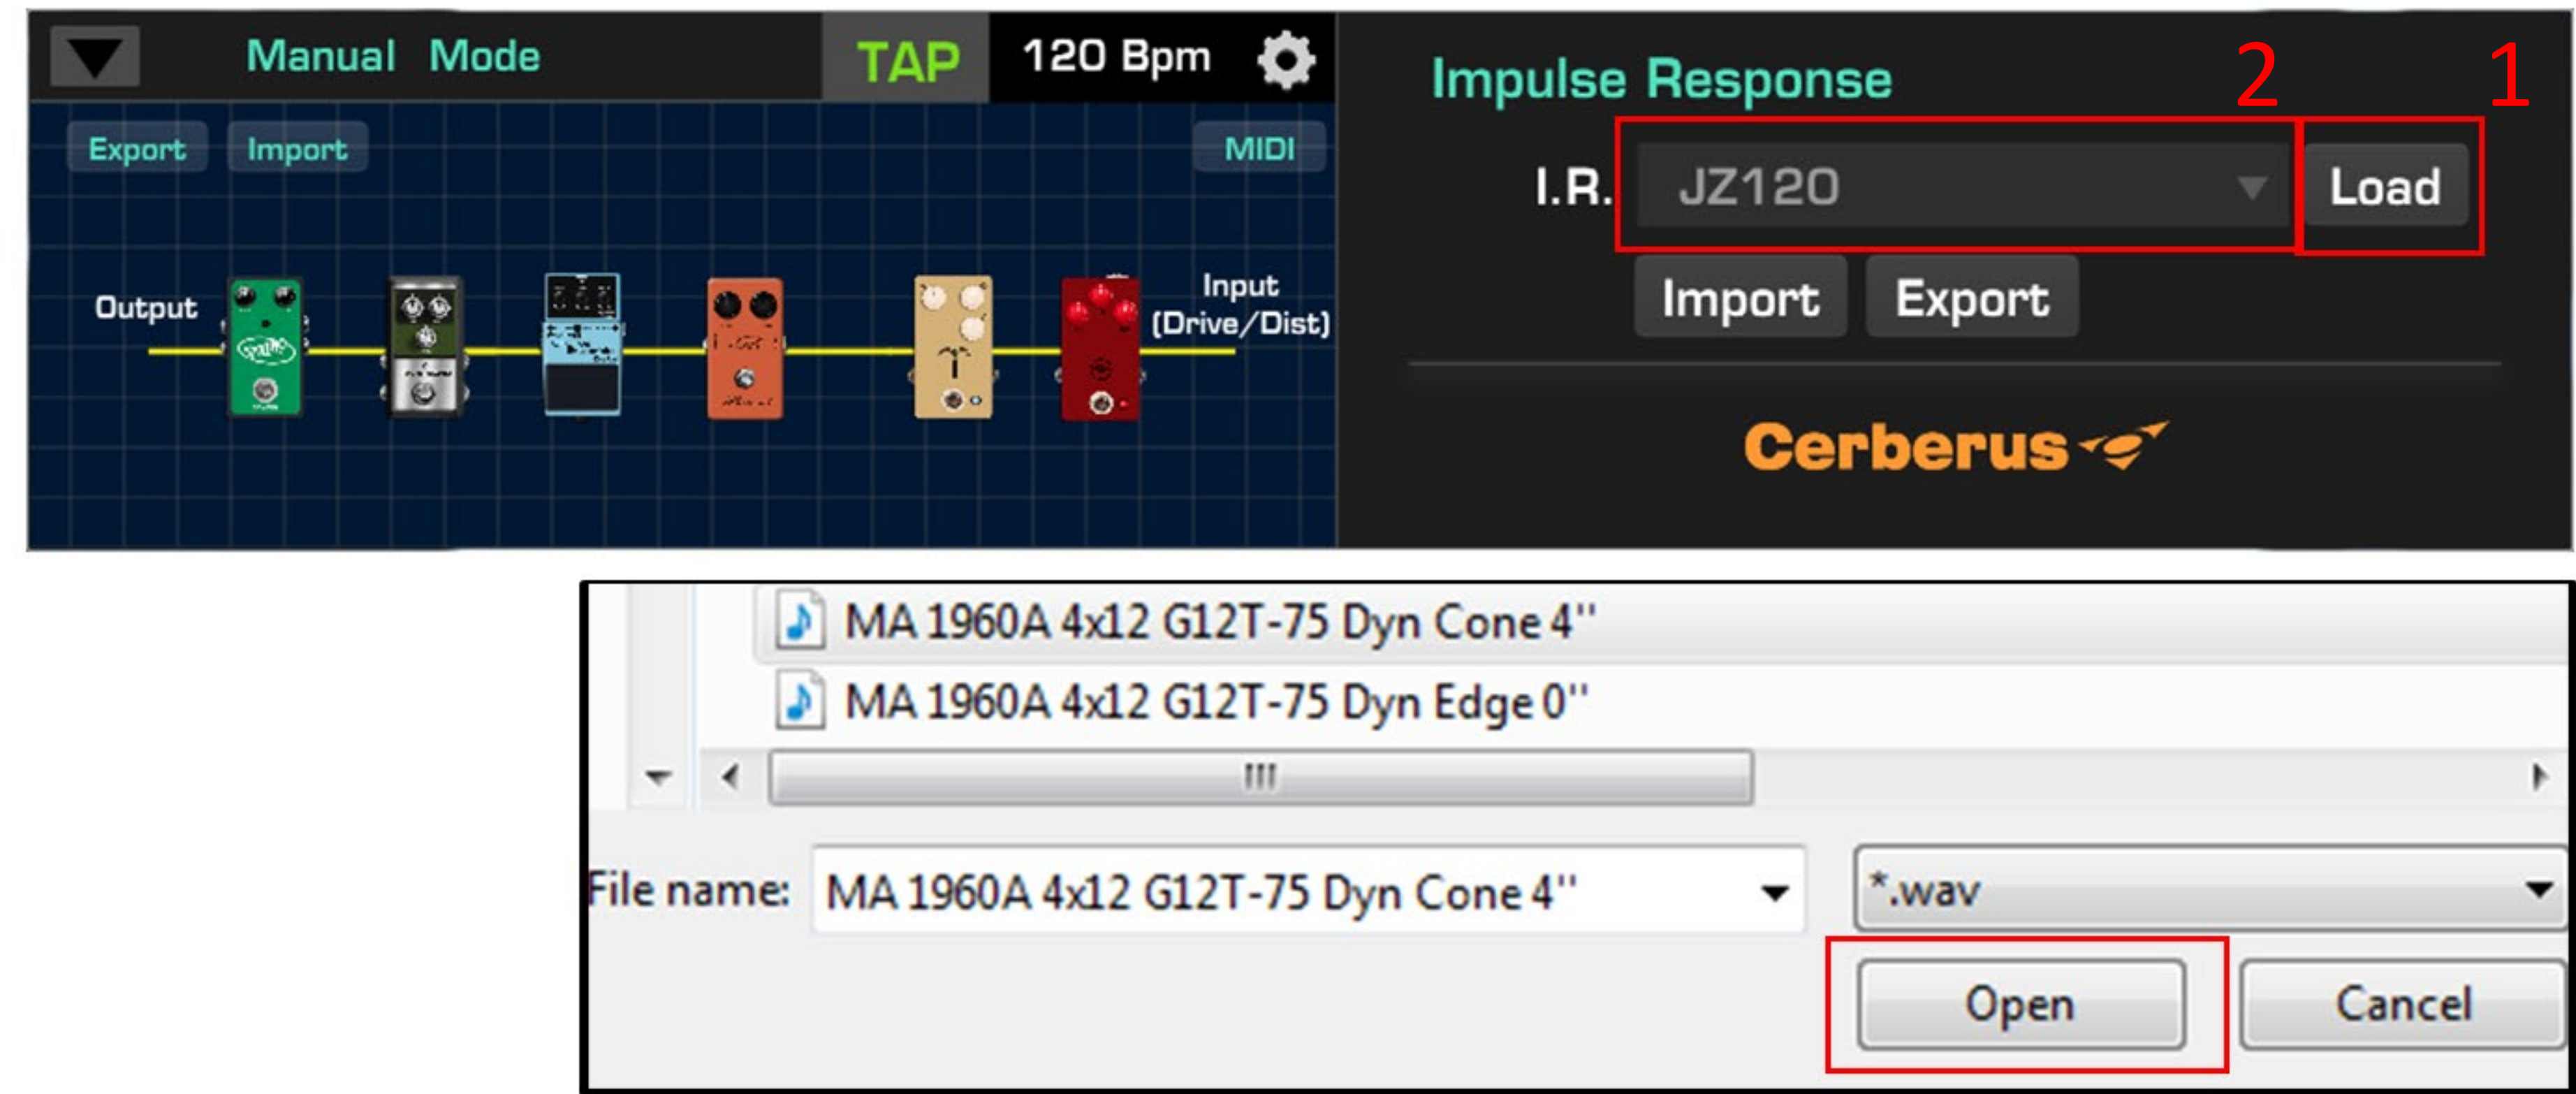 Manual Mode
TAP
120 Bpm
Export
Import
MIDI
Output
Input
(Drive/Dist)
Impulse Response
2
1
I.R.
JZ120
Load
Import
Export
Cerberus
MA 1960A 4x12 G12T-75 Dyn Cone 4''
MA 1960A 4x12 G12T-75 Dyn Edge 0''
File name:
MA 1960A 4x12 G12T-75 Dyn Cone 4''
*.wav
Open
Cancel